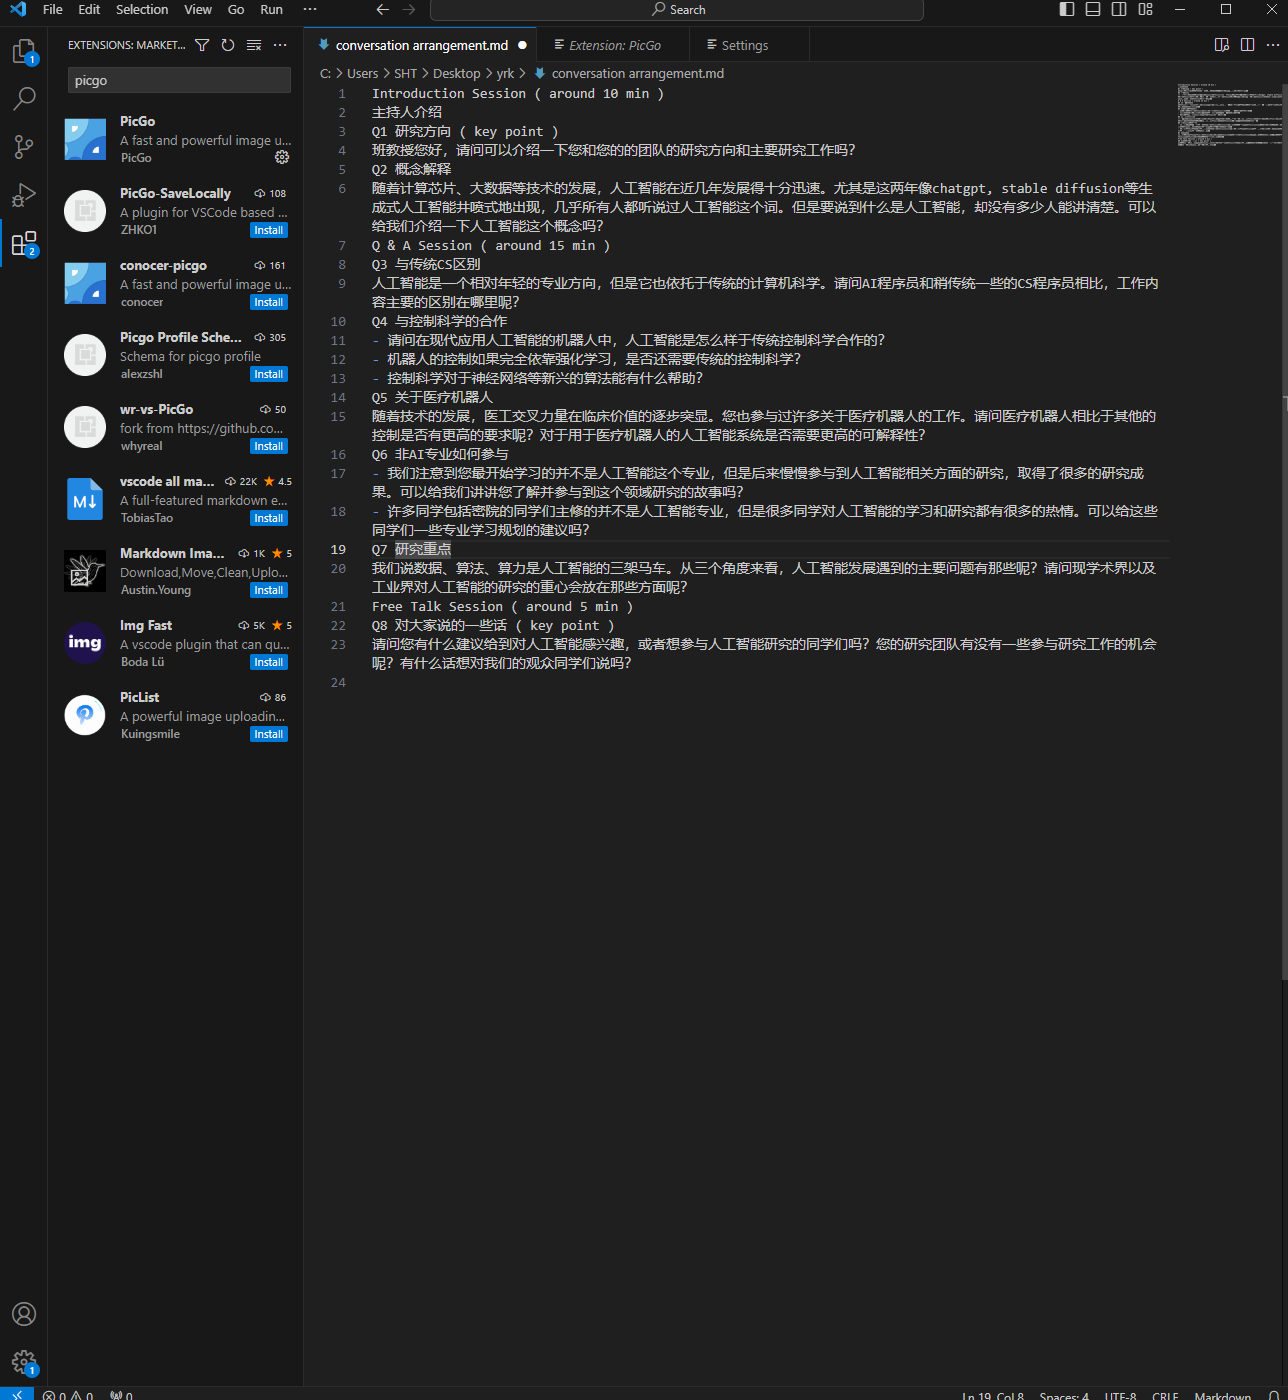 File Edit Selection View Go Run ··· Search
EXTENSIONS: MARKET...
picgo
PicGo
A fast and powerful image u...
PicGo
PicGo-SaveLocally 108
A plugin for VSCode based ...
ZHKO1
Install
conocer-picgo 161
A fast and powerful image u...
conocer
Install
Picgo Profile Sche... 305
Schema for picgo profile
alexzshl
Install
wr-vs-PicGo 50
fork from https://github.co...
whyreal
Install
vscode all ma... 22K 4.5
A full-featured markdown e...
TobiasTao
Install
Markdown Ima... 1K 5
Download,Move,Clean,Uplo...
Austin.Young
Install
Img Fast 5K 5
A vscode plugin that can qu...
Boda Lü
Install
PicList 86
A powerful image uploadin...
Kuingsmile
Install
M
img
1
2
1
conversation arrangement.md Extension: PicGo Settings
C: > Users > SHT > Desktop > yrk > conversation arrangement.md
1 Introduction Session ( around 10 min )
2 主持人介绍
3 Q1 研究方向 ( key point )
4 班教授您好，请问可以介绍一下您和您的的团队的研究方向和主要研究工作吗？
5 Q2 概念解释
6 随着计算芯片、大数据等技术的发展，人工智能在近几年发展得十分迅速。尤其是这两年像chatgpt, stable diffusion等生
成式人工智能井喷式地出现，几乎所有人都听说过人工智能这个词。但是要说到什么是人工智能，却没有多少人能讲清楚。可以
给我们介绍一下人工智能这个概念吗？
7 Q & A Session ( around 15 min )
8 Q3 与传统CS区别
9 人工智能是一个相对年轻的专业方向，但是它也依托于传统的计算机科学。请问AI程序员和稍传统一些的CS程序员相比，工作内
容主要的区别在哪里呢？
10 Q4 与控制科学的合作
11 - 请问在现代应用人工智能的机器人中，人工智能是怎么样于传统控制科学合作的？
12 - 机器人的控制如果完全依靠强化学习，是否还需要传统的控制科学？
13 - 控制科学对于神经网络等新兴的算法能有什么帮助？
14 Q5 关于医疗机器人
15 随着技术的发展，医工交叉力量在临床价值的逐步突显。您也参与过许多关于医疗机器人的工作。请问医疗机器人相比于其他的
控制是否有更高的要求呢？对于用于医疗机器人的人工智能系统是否需要更高的可解释性？
16 Q6 非AI专业如何参与
17 - 我们注意到您最开始学习的并不是人工智能这个专业，但是后来慢慢参与到人工智能相关方面的研究，取得了很多的研究成
果。可以给我们讲讲您了解并参与到这个领域研究的故事吗？
18 - 许多同学包括密院的同学们主修的并不是人工智能专业，但是很多同学对人工智能的学习和研究都有很多的热情。可以给这些
同学们一些专业学习规划的建议吗？
19 Q7 研究重点
20 我们说数据、算法、算力是人工智能的三架马车。从三个角度来看，人工智能发展遇到的主要问题有那些呢？请问现学术界以及
工业界对人工智能的研究的重心会放在那些方面呢？
21 Free Talk Session ( around 5 min )
22 Q8 对大家说的一些话 ( key point )
23 请问您有什么建议给到对人工智能感兴趣，或者想参与人工智能研究的同学们吗？您的研究团队有没有一些参与研究工作的机会
呢？有什么话想对我们的观众同学们说吗？
24
0 0 0 Ln 19, Col 8 Spaces: 4 UTF-8 CRLF Markdown